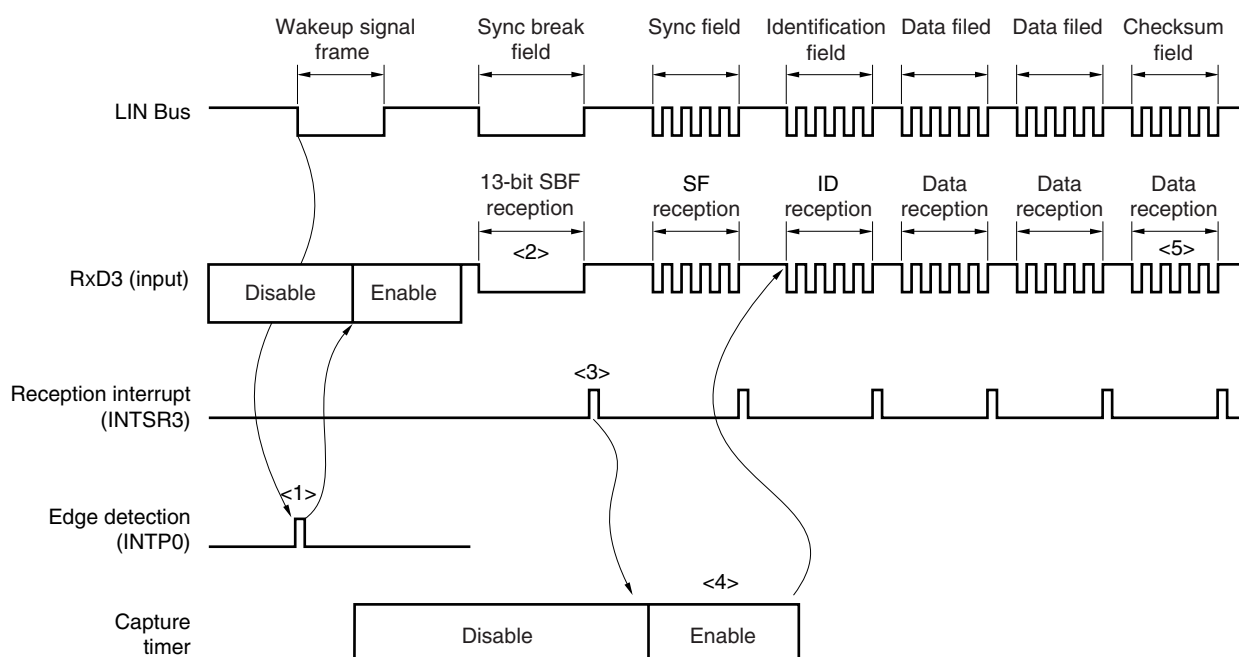 Wakeup signal
frame
Sync break
field
Sync field
Identification
field
Data filed
Data filed
Checksum
field
LIN Bus
13-bit SBF
reception
SF
reception
ID
reception
Data
reception
Data
reception
Data
reception
<2>
<5>
RxD3 (input)
Disable
Enable
Reception interrupt
(INTSR3)
<3>
<1>
Edge detection
(INTP0)
<4>
Capture
timer
Disable
Enable